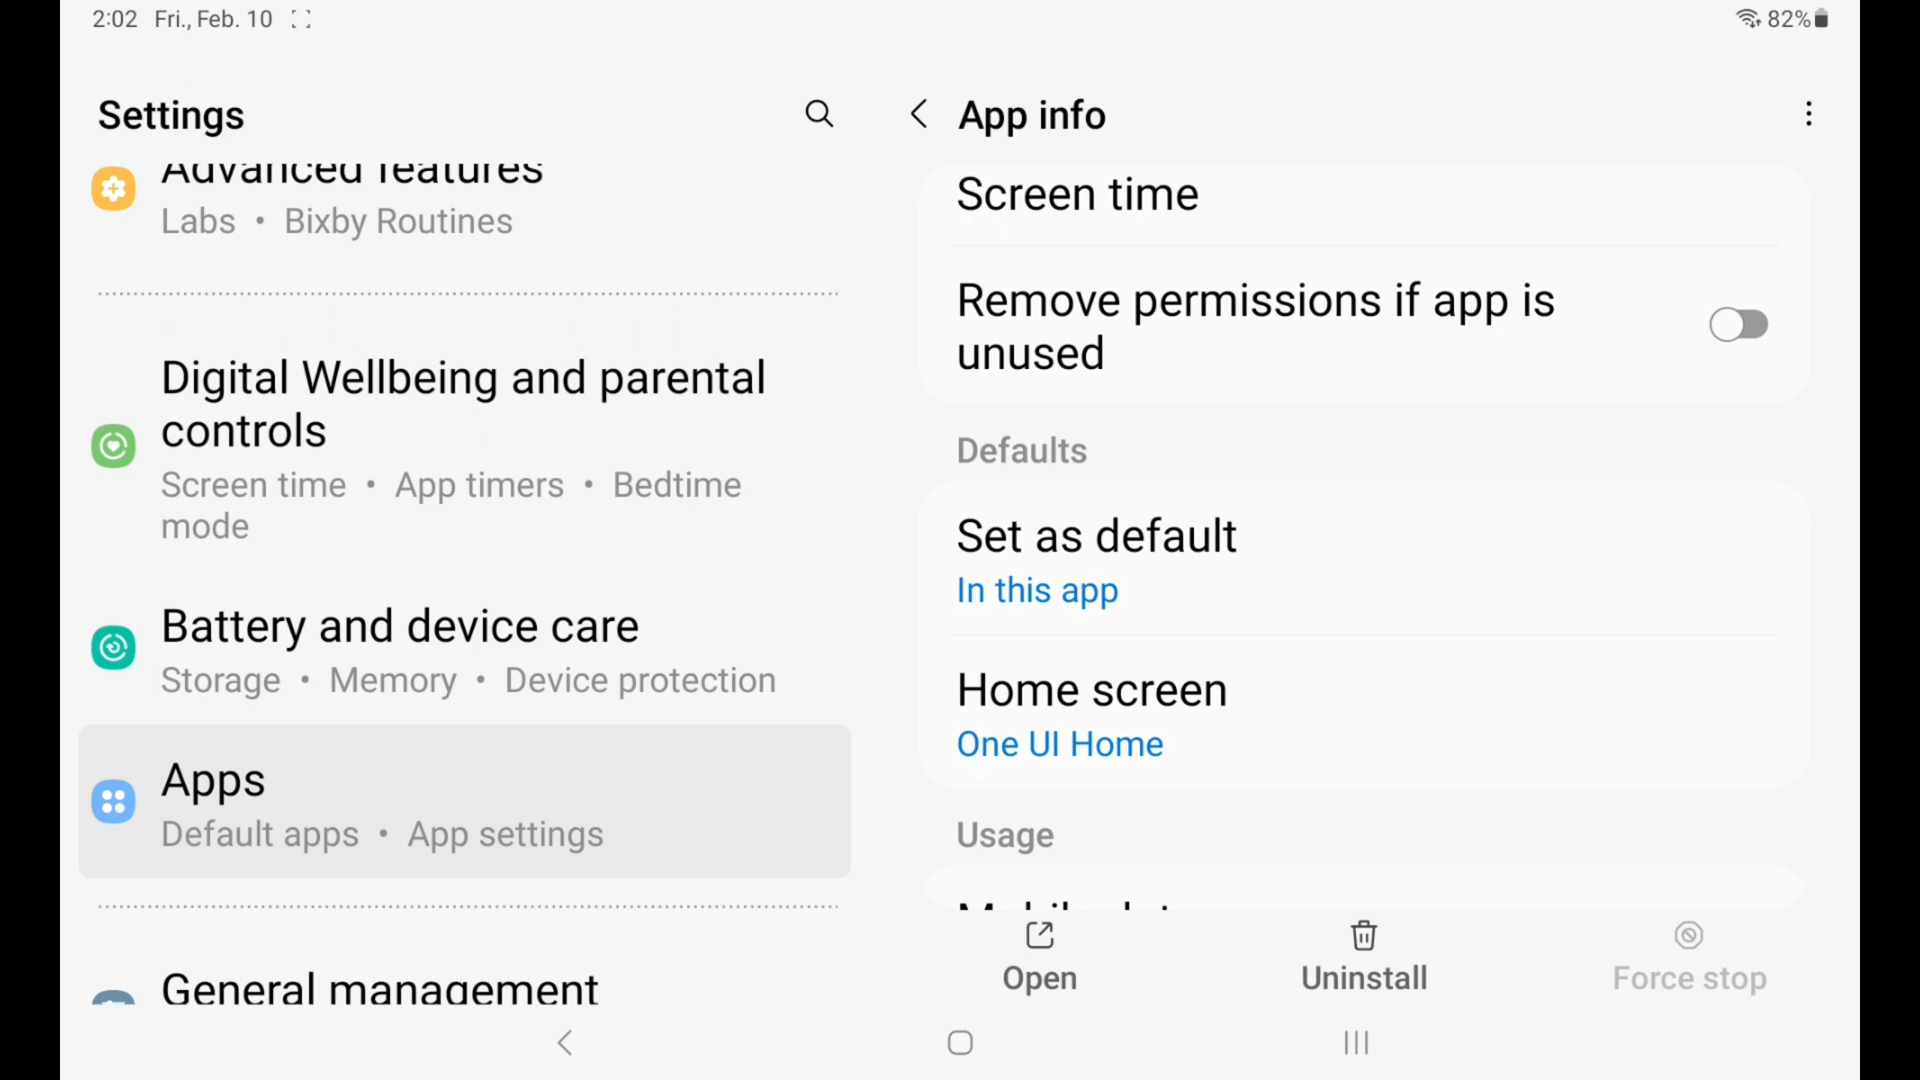 2:02 Fri., Feb. 10
82%
Settings
Advanced features
Labs • Bixby Routines
Digital Wellbeing and parental
controls
Screen time • App timers • Bedtime
mode
Battery and device care
Storage • Memory • Device protection
Apps
Default apps • App settings
General management
App info
Screen time
Remove permissions if app is
unused
Defaults
Set as default
In this app
Home screen
One UI Home
Usage
Mobile data
Open
Uninstall
Force stop